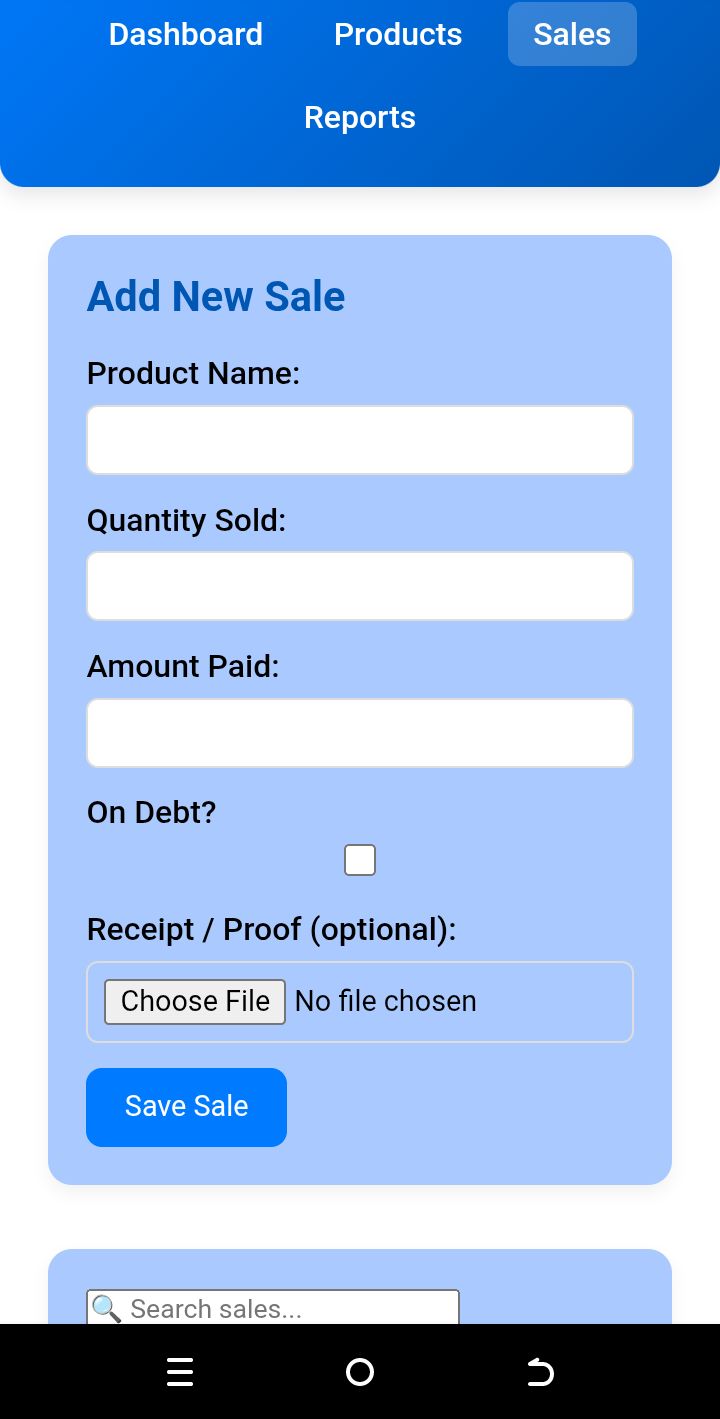 Dashboard Products Sales
Reports
Add New Sale
Product Name:
Quantity Sold:
Amount Paid:
On Debt?
Receipt / Proof (optional):
Choose File No file chosen
Save Sale
🔍 Search sales...